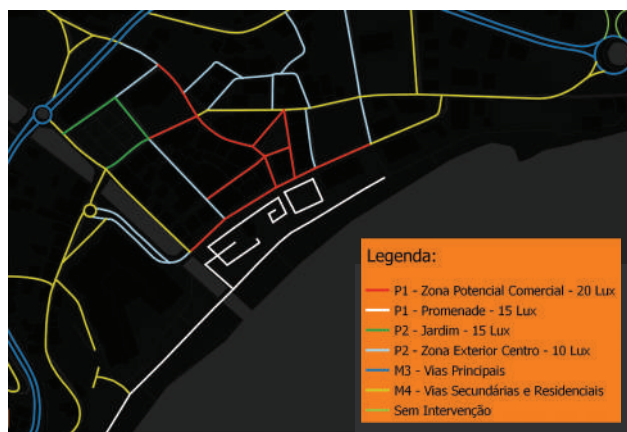 Legenda:
P1 - Zona Potencial Comercial - 20 Lux
P1 - Promenade - 15 Lux
P2 - Jardim - 15 Lux
P2 - Zona Exterior Centro - 10 Lux
M3 - Vias Principais
M4 - Vias Secundárias e Residenciais
Sem Intervenção